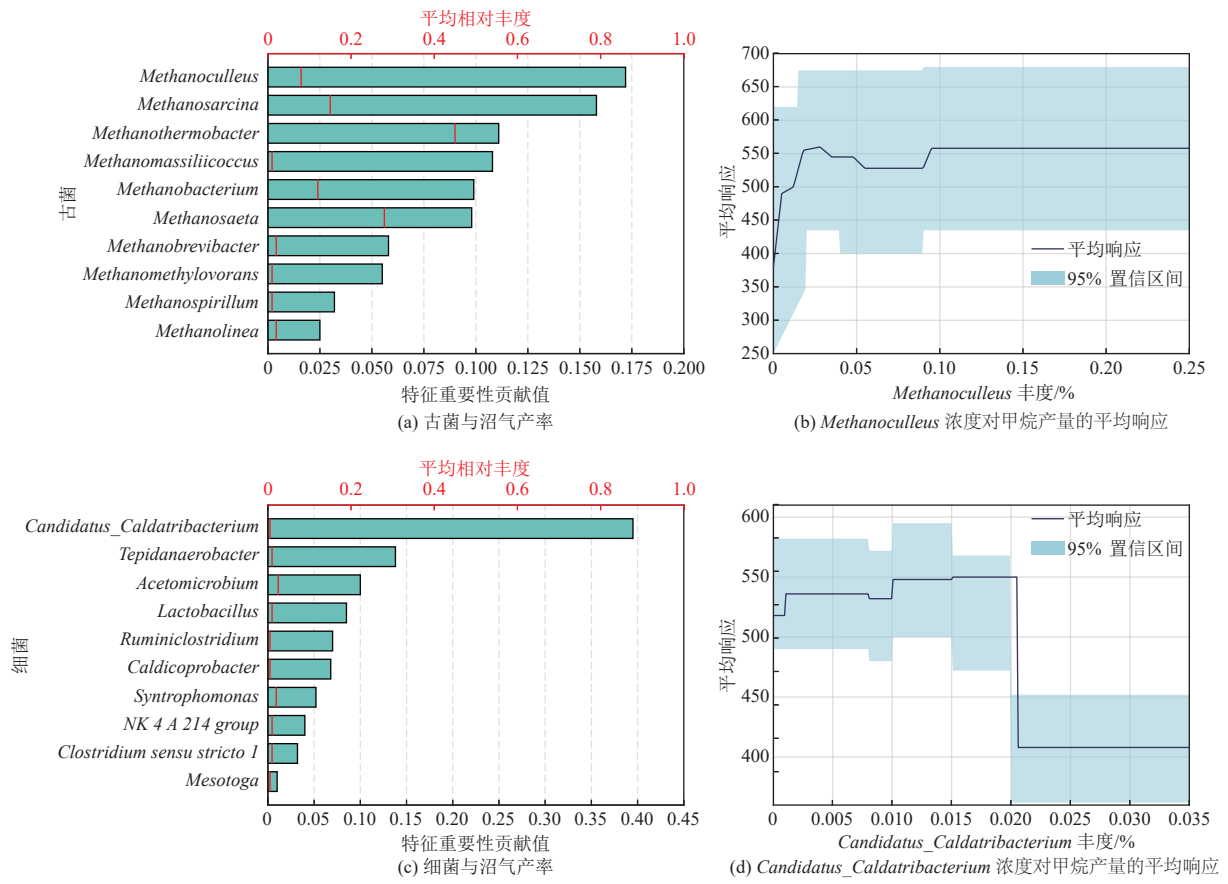 平均相对丰度
0 0.2 0.4 0.6 0.8 1.0
古菌
Methanoculleus
Methanosarcina
Methanothermobacter
Methanomassiliicoccus
Methanobacterium
Methanosaeta
Methanobrevibacter
Methanomethylovorans
Methanospirillum
Methanolinea
0 0.025 0.050 0.075 0.100 0.125 0.150 0.175 0.200
特征重要性贡献值
(a) 古菌与沼气产率
平均响应
700
650
600
550
500
450
400
350
300
250
平均响应
95% 置信区间
0 0.05 0.10 0.15 0.20 0.25
Methanoculleus 丰度/%
(b) Methanoculleus 浓度对甲烷产量的平均响应
平均相对丰度
0 0.2 0.4 0.6 0.8 1.0
细菌
Candidatus_Caldatribacterium
Tepidanaerobacter
Acetomicrobium
Lactobacillus
Ruminiclostridium
Caldicoprobacter
Syntrophomonas
NK 4 A 214 group
Clostridium sensu stricto 1
Mesotoga
0 0.05 0.10 0.15 0.20 0.25 0.30 0.35 0.40 0.45
特征重要性贡献值
(c) 细菌与沼气产率
平均响应
600
550
500
450
400
平均响应
95% 置信区间
0 0.005 0.010 0.015 0.020 0.025 0.030 0.035
Candidatus_Caldatribacterium 丰度/%
(d) Candidatus_Caldatribacterium 浓度对甲烷产量的平均响应